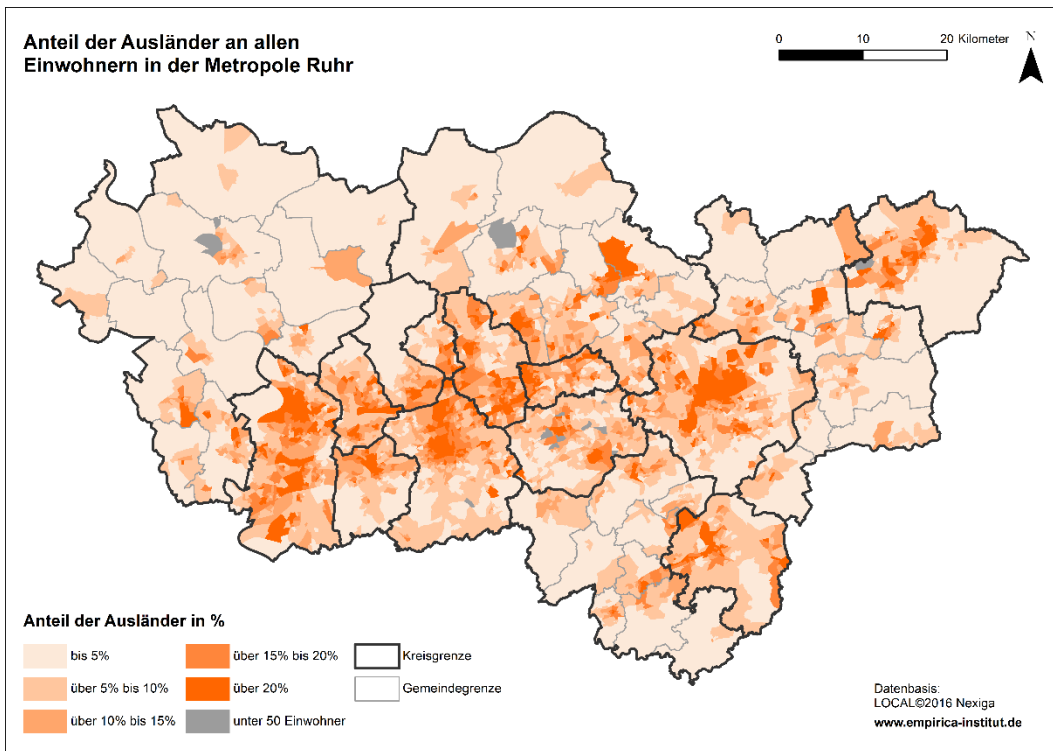 Anteil der Ausländer an allen
Einwohnern in der Metropole Ruhr
0 10 20 Kilometer
N
Anteil der Ausländer in %
bis 5%
über 5% bis 10%
über 10% bis 15%
über 15% bis 20%
über 20%
unter 50 Einwohner
Kreisgrenze
Gemeindegrenze
Datenbasis:
LOCAL©2016 Nexiga
www.empirica-institut.de